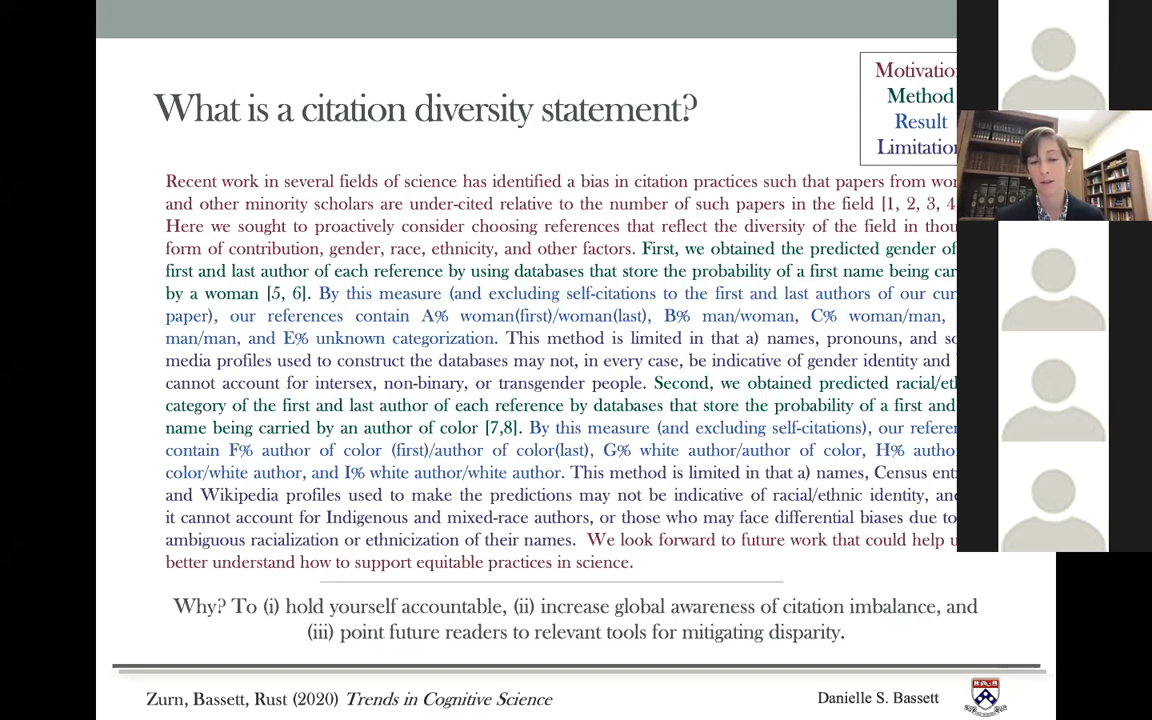 What is a citation diversity statement?
Motivatio
Method
Result
Limitation
Recent work in several fields of science has identified a bias in citation practices such that papers from wor
and other minority scholars are under-cited relative to the number of such papers in the field [1, 2, 3, 4
Here we sought to proactively consider choosing references that reflect the diversity of the field in thou
form of contribution, gender, race, ethnicity, and other factors. First, we obtained the predicted gender of
first and last author of each reference by using databases that store the probability of a first name being car
by a woman [5, 6]. By this measure (and excluding self-citations to the first and last authors of our cur
paper), our references contain A% woman(first)/woman(last), B% man/woman, C% woman/man,
man/man, and E% unknown categorization. This method is limited in that a) names, pronouns, and so
media profiles used to construct the databases may not, in every case, be indicative of gender identity and
cannot account for intersex, non-binary, or transgender people. Second, we obtained predicted racial/et
category of the first and last author of each reference by databases that store the probability of a first and
name being carried by an author of color [7,8]. By this measure (and excluding self-citations), our refere
contain F% author of color (first)/author of color(last), G% white author/author of color, H% autho
color/white author, and I% white author/white author. This method is limited in that a) names, Census ent
and Wikipedia profiles used to make the predictions may not be indicative of racial/ethnic identity, an
it cannot account for Indigenous and mixed-race authors, or those who may face differential biases due to
ambiguous racialization or ethnicization of their names. We look forward to future work that could help u
better understand how to support equitable practices in science.
Why? To (i) hold yourself accountable, (ii) increase global awareness of citation imbalance, and
(iii) point future readers to relevant tools for mitigating disparity.
Zurn, Bassett, Rust (2020) Trends in Cognitive Science
Danielle S. Bassett